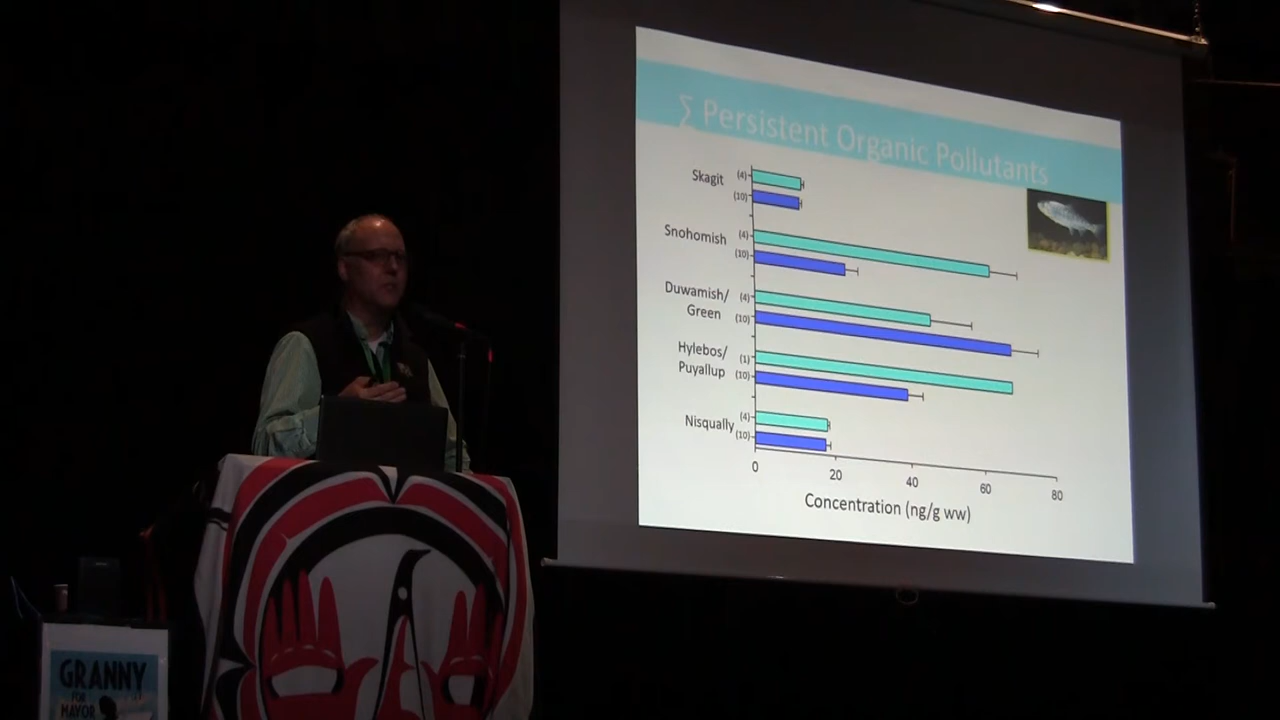 ∑ Persistent Organic Pollutants
Skagit
(4)
(10)
Snohomish
(4)
(10)
Duwamish/
Green
(4)
(10)
Hylebos/
Puyallup
(1)
(10)
Nisqually
(4)
(10)
0 20 40 60 80
Concentration (ng/g ww)
GRANNY
FOR
MAYOR